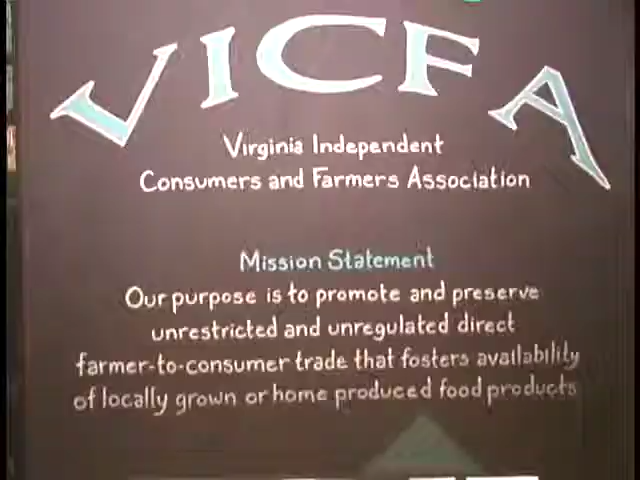 VICFA
Virginia Independent
Consumers and Farmers Association
Mission Statement
Our purpose is to promote and preserve
unrestricted and unregulated direct
farmer-to-consumer trade that fosters availability
of locally grown or home produced food products